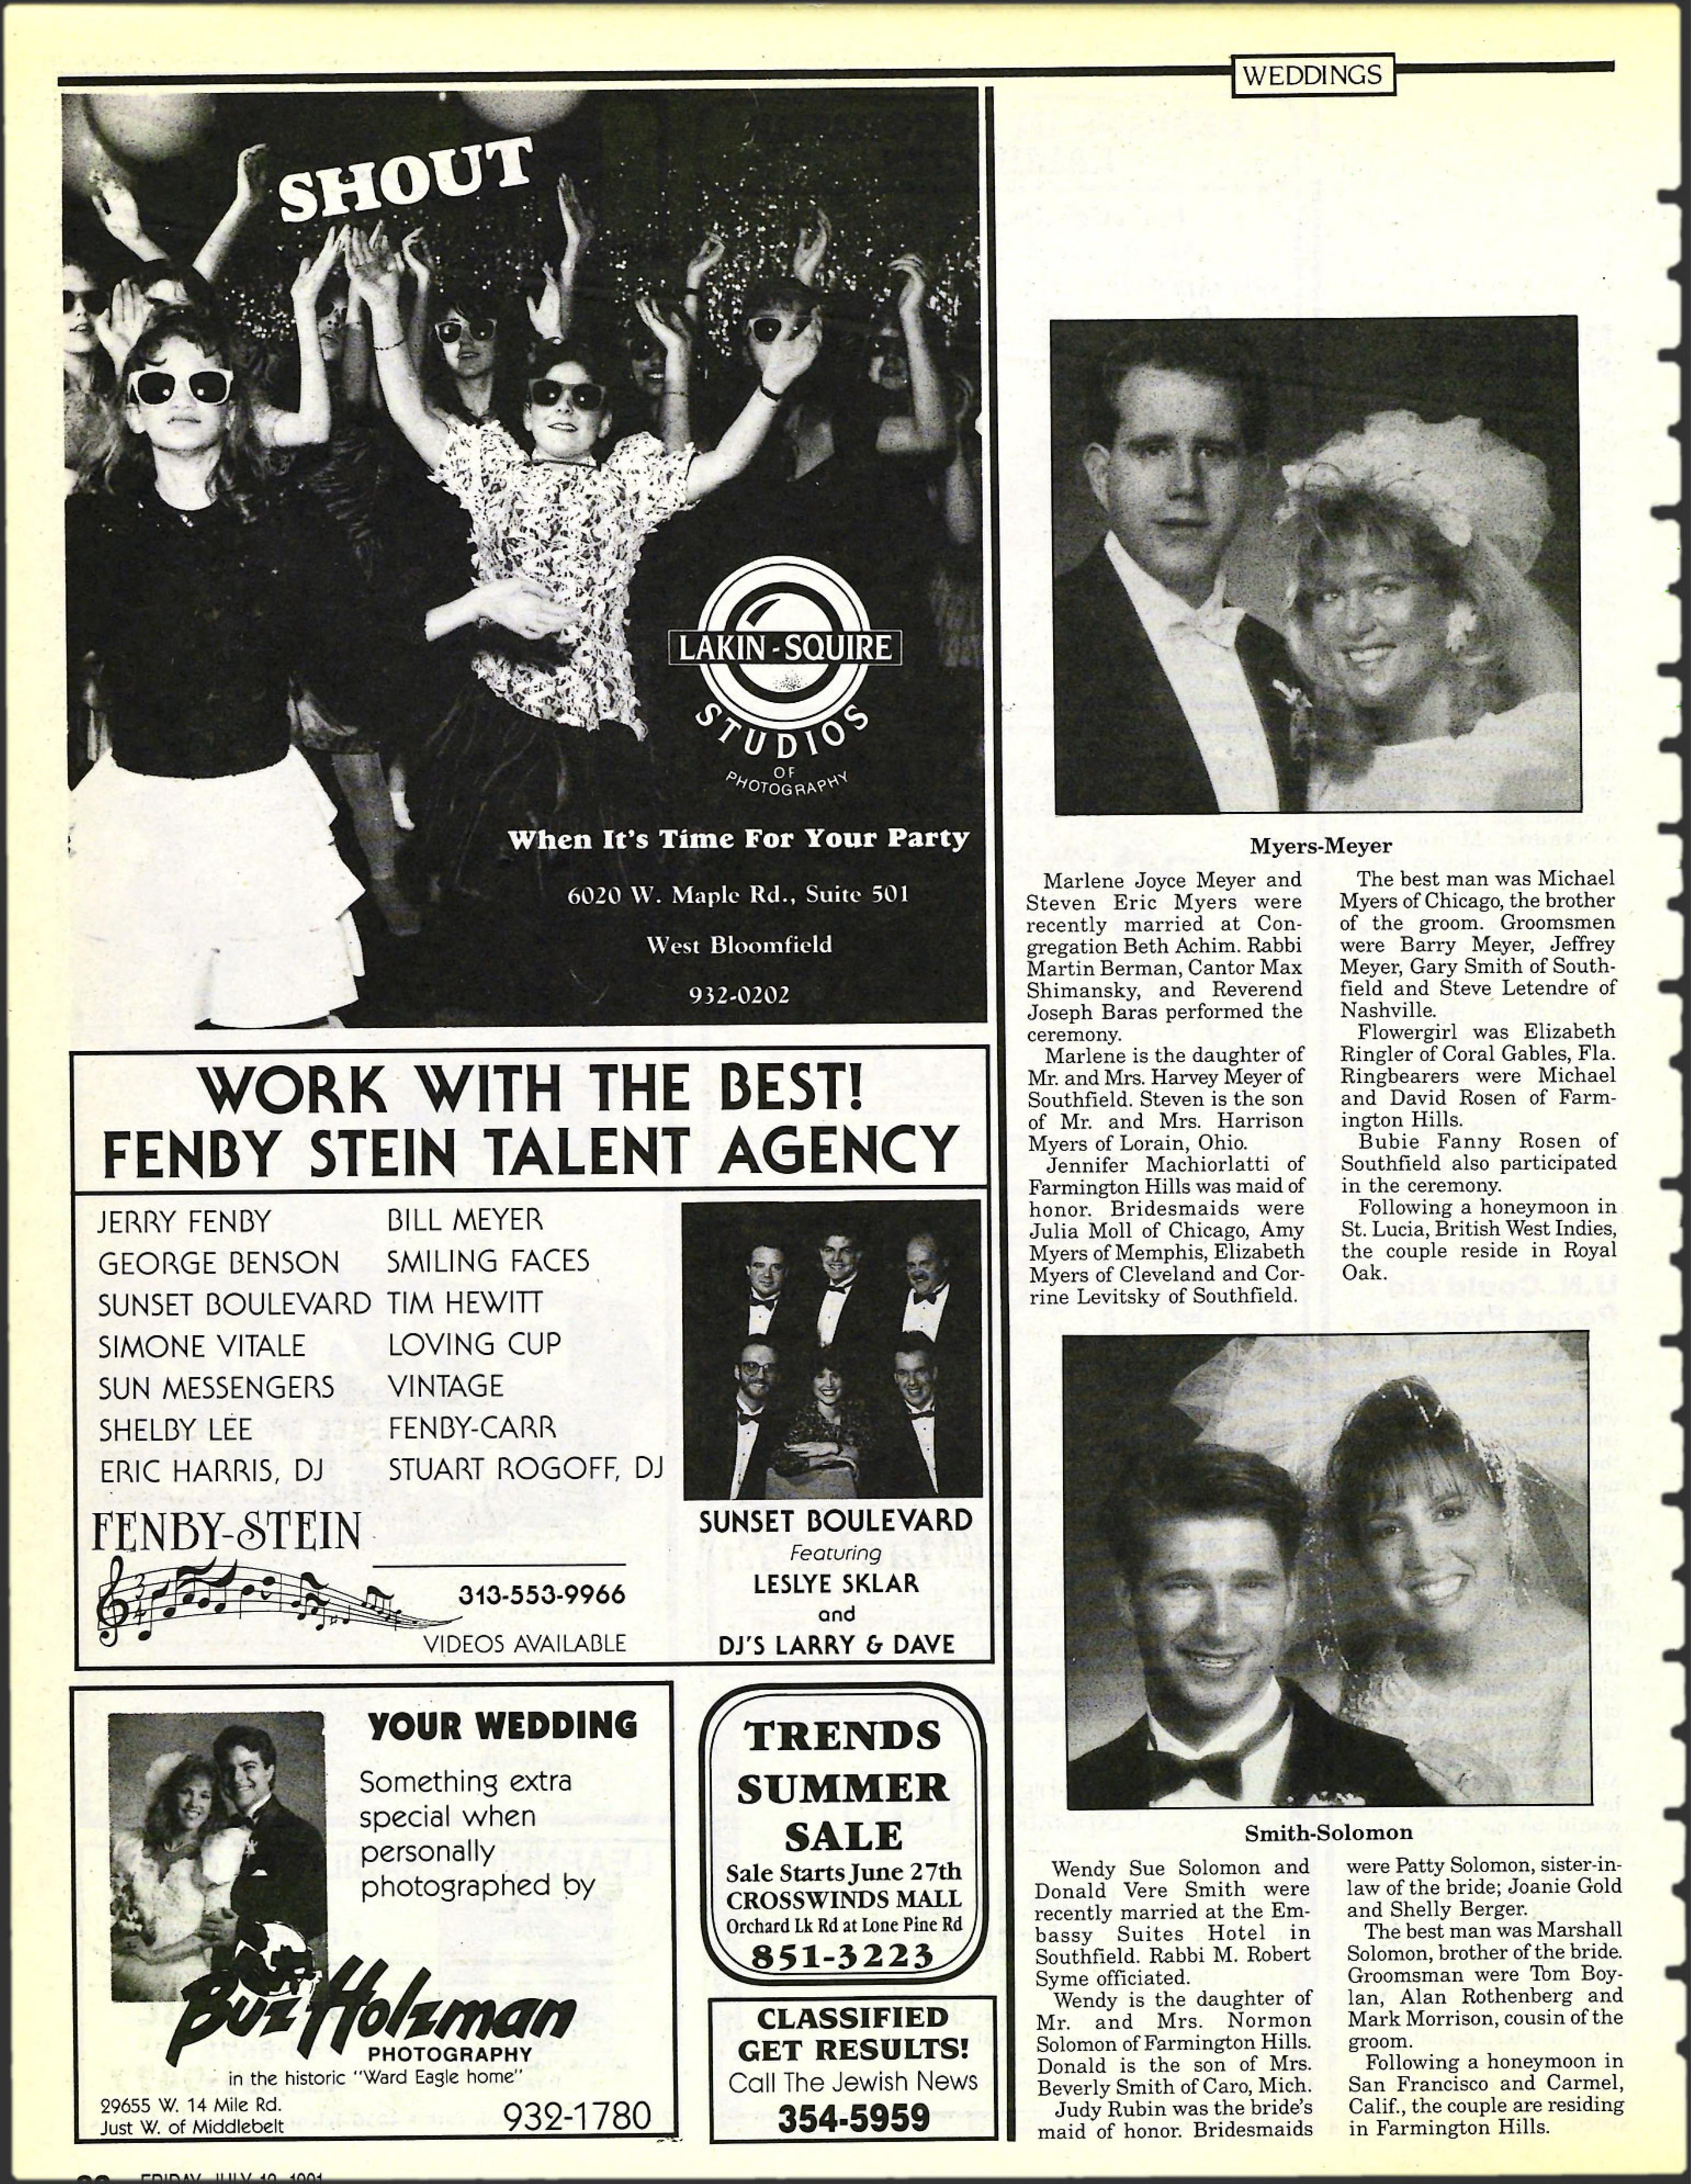 WEDDINGS
SHOUT
LAKIN-SQUIRE
STUDIOS
OF
PHOTOGRAPHY
When It's Time For Your Party
6020 W. Maple Rd., Suite 501
West Bloomfield
932-0202
WORK WITH THE BEST!
FENBY STEIN TALENT AGENCY
JERRY FENBY
GEORGE BENSON
SUNSET BOULEVARD
SIMONE VITALE
SUN MESSENGERS
SHELBY LEE
ERIC HARRIS, DJ
BILL MEYER
SMILING FACES
TIM HEWITT
LOVING CUP
VINTAGE
FENBY-CARR
STUART ROGOFF, DJ
FENBY-STEIN
313-553-9966
VIDEOS AVAILABLE
SUNSET BOULEVARD
Featuring
LESLYE SKLAR
and
DJ'S LARRY & DAVE
YOUR WEDDING
Something extra
special when
personally
photographed by
Buz Holzman
PHOTOGRAPHY
in the historic "Ward Eagle home"
29655 W. 14 Mile Rd.
Just W. of Middlebelt
932-1780
TRENDS
SUMMER
SALE
Sale Starts June 27th
CROSSWINDS MALL
Orchard Lk Rd at Lone Pine Rd
851-3223
CLASSIFIED
GET RESULTS!
Call The Jewish News
354-5959
Myers-Meyer
Marlene Joyce Meyer and
Steven Eric Myers were
recently married at Con-
gregation Beth Achim. Rabbi
Martin Berman, Cantor Max
Shimansky, and Reverend
Joseph Baras performed the
ceremony.
Marlene is the daughter of
Mr. and Mrs. Harvey Meyer of
Southfield. Steven is the son
of Mr. and Mrs. Harrison
Myers of Lorain, Ohio.
Jennifer Machiorlatti of
Farmington Hills was maid of
honor. Bridesmaids were
Julia Moll of Chicago, Amy
Myers of Memphis, Elizabeth
Myers of Cleveland and Cor-
rine Levitsky of Southfield.
The best man was Michael
Myers of Chicago, the brother
of the groom. Groomsmen
were Barry Meyer, Jeffrey
Meyer, Gary Smith of South-
field and Steve Letendre of
Nashville.
Flowergirl was Elizabeth
Ringler of Coral Gables, Fla.
Ringbearers were Michael
and David Rosen of Farm-
ington Hills.
Bubie Fanny Rosen of
Southfield also participated
in the ceremony.
Following a honeymoon in
St. Lucia, British West Indies,
the couple reside in Royal
Oak.
Smith-Solomon
Wendy Sue Solomon and
Donald Vere Smith were
recently married at the Em-
bassy Suites Hotel in
Southfield. Rabbi M. Robert
Syme officiated.
Wendy is the daughter of
Mr. and Mrs. Normon
Solomon of Farmington Hills.
Donald is the son of Mrs.
Beverly Smith of Caro, Mich.
Judy Rubin was the bride's
maid of honor. Bridesmaids
were Patty Solomon, sister-in-
law of the bride; Joanie Gold
and Shelly Berger.
The best man was Marshall
Solomon, brother of the bride.
Groomsman were Tom Boy-
lan, Alan Rothenberg and
Mark Morrison, cousin of the
groom.
Following a honeymoon in
San Francisco and Carmel,
Calif., the couple are residing
in Farmington Hills.
FRIDAY, JULY